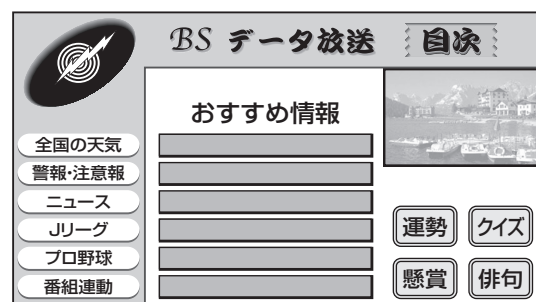 BS データ放送 目次
おすすめ情報
全国の天気
警報・注意報
ニュース
Jリーグ
プロ野球
番組連動
運勢
クイズ
懸賞
俳句